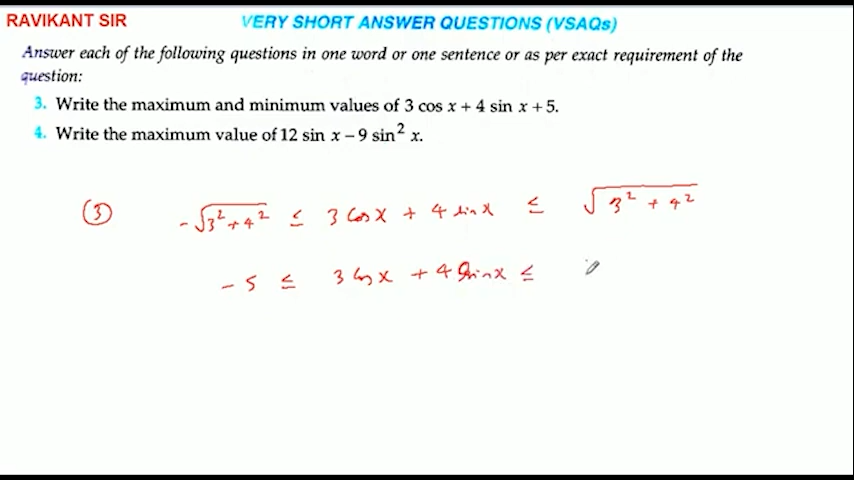 RAVIKANT SIR
VERY SHORT ANSWER QUESTIONS (VSAQs)
Answer each of the following questions in one word or one sentence or as per exact requirement of the
question:
3. Write the maximum and minimum values of 3 cos x + 4 sin x + 5.
4. Write the maximum value of 12 sin x – 9 sin² x.
③ -√3² + 4² ≤ 3 cos x + 4 sin x ≤ √3² + 4²
- 5 ≤ 3 cos x + 4 sin x ≤